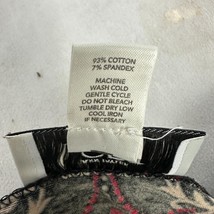 93% COTTON
7% SPANDEX
MACHINE
WASH COLD
GENTLE CYCLE
DO NOT BLEACH
TUMBLE DRY LOW
COOL IRON
IF NECESSARY